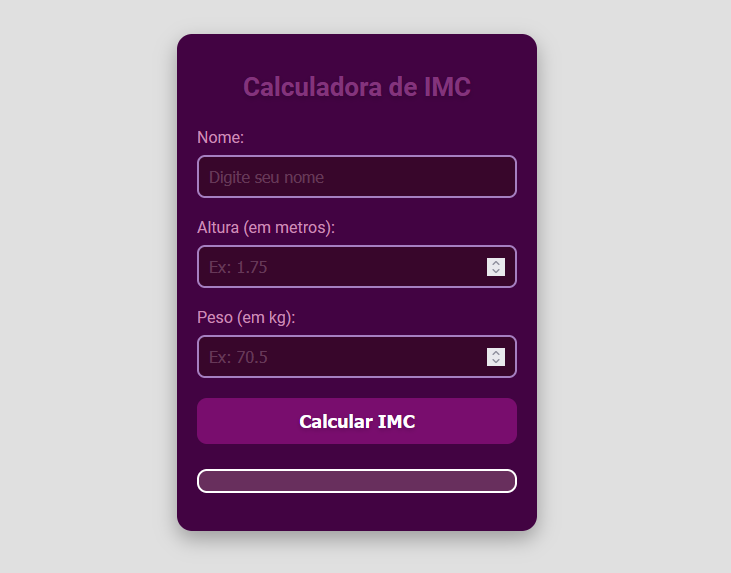 Calculadora de IMC
Nome:
Digite seu nome
Altura (em metros):
Ex: 1.75
Peso (em kg):
Ex: 70.5
Calcular IMC